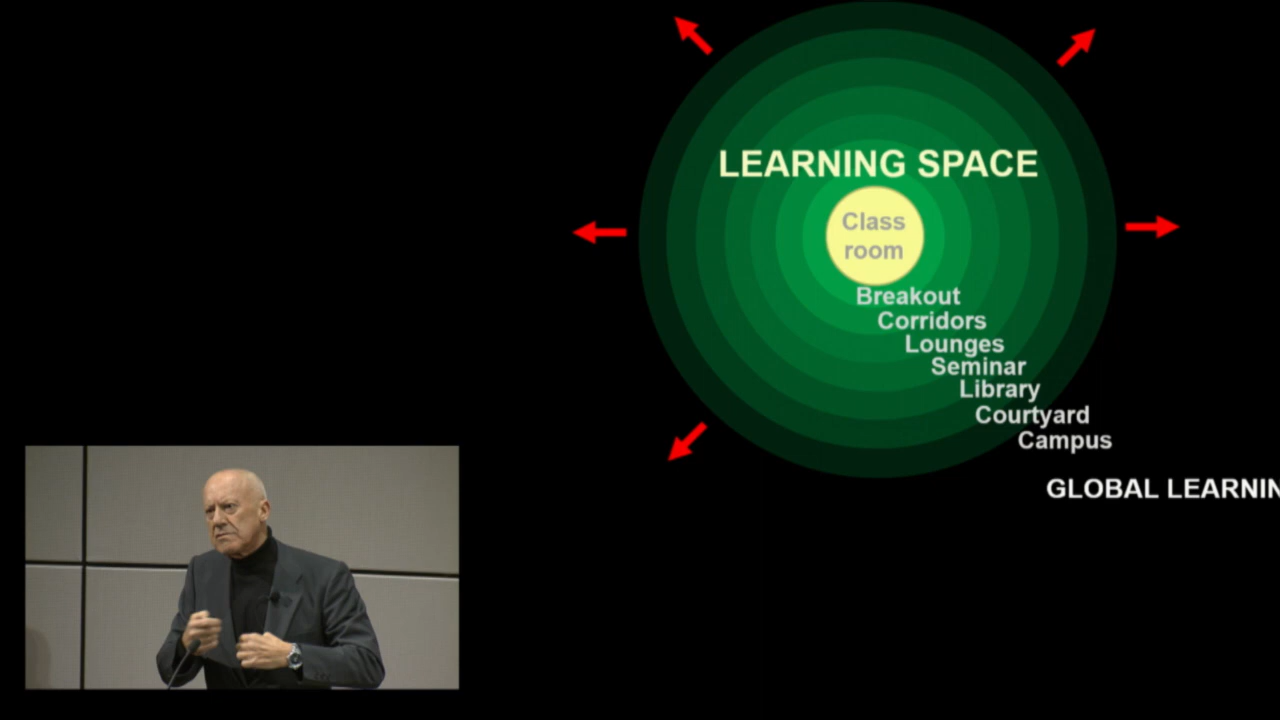 LEARNING SPACE
Class
room
Breakout
Corridors
Lounges
Seminar
Library
Courtyard
Campus
GLOBAL LEARNIN